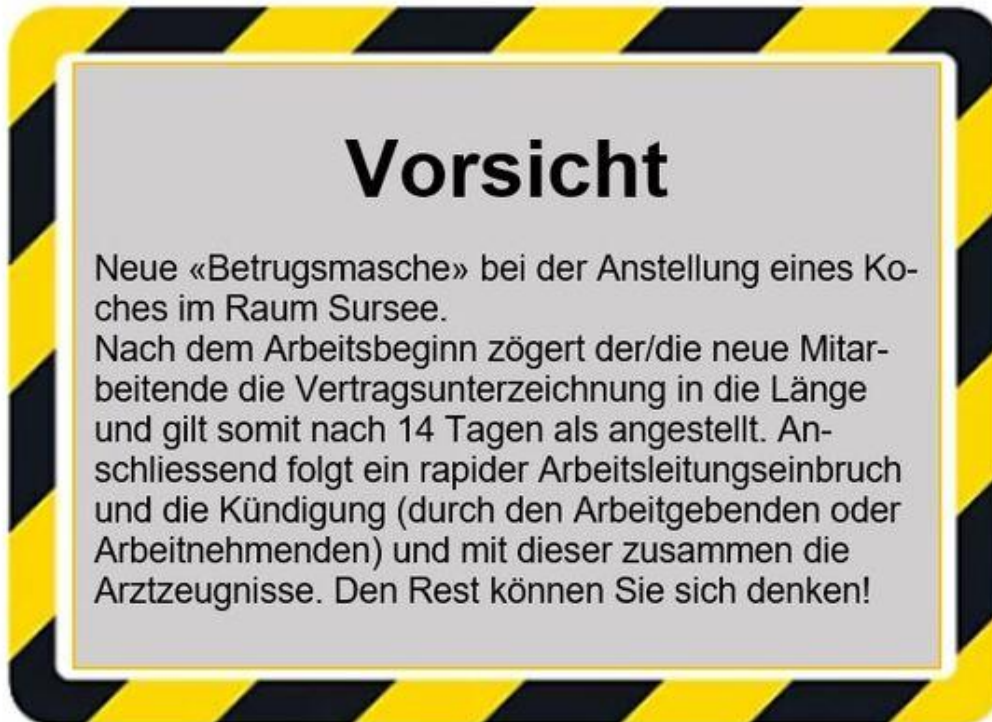 Vorsicht
Neue «Betrugsmasche» bei der Anstellung eines Ko-
ches im Raum Sursee.
Nach dem Arbeitsbeginn zögert der/die neue Mitar-
beitende die Vertragsunterzeichnung in die Länge
und gilt somit nach 14 Tagen als angestellt. An-
schliessend folgt ein rapider Arbeitsleitungseinbruch
und die Kündigung (durch den Arbeitgebenden oder
Arbeitnehmenden) und mit dieser zusammen die
Arztzeugnisse. Den Rest können Sie sich denken!